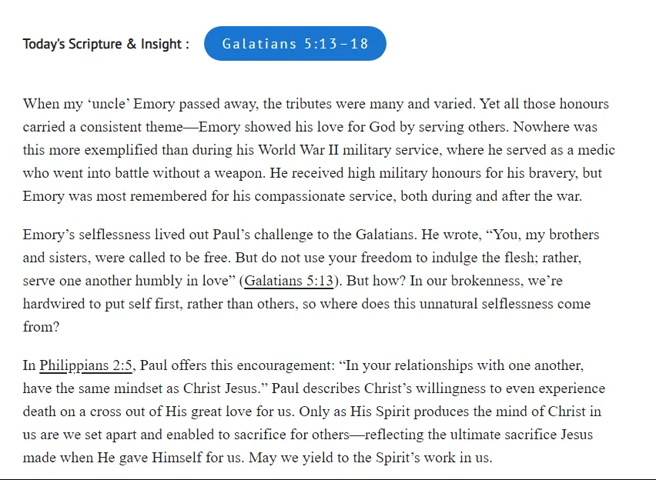 Today's Scripture & Insight :
Galatians 5:13–18
When my ‘uncle’ Emory passed away, the tributes were many and varied. Yet all those honours
carried a consistent theme—Emory showed his love for God by serving others. Nowhere was
this more exemplified than during his World War II military service, where he served as a medic
who went into battle without a weapon. He received high military honours for his bravery, but
Emory was most remembered for his compassionate service, both during and after the war.
Emory’s selflessness lived out Paul’s challenge to the Galatians. He wrote, “You, my brothers
and sisters, were called to be free. But do not use your freedom to indulge the flesh; rather,
serve one another humbly in love” (Galatians 5:13). But how? In our brokenness, we’re
hardwired to put self first, rather than others, so where does this unnatural selflessness come
from?
In Philippians 2:5, Paul offers this encouragement: “In your relationships with one another,
have the same mindset as Christ Jesus.” Paul describes Christ’s willingness to even experience
death on a cross out of His great love for us. Only as His Spirit produces the mind of Christ in
us are we set apart and enabled to sacrifice for others—reflecting the ultimate sacrifice Jesus
made when He gave Himself for us. May we yield to the Spirit’s work in us.